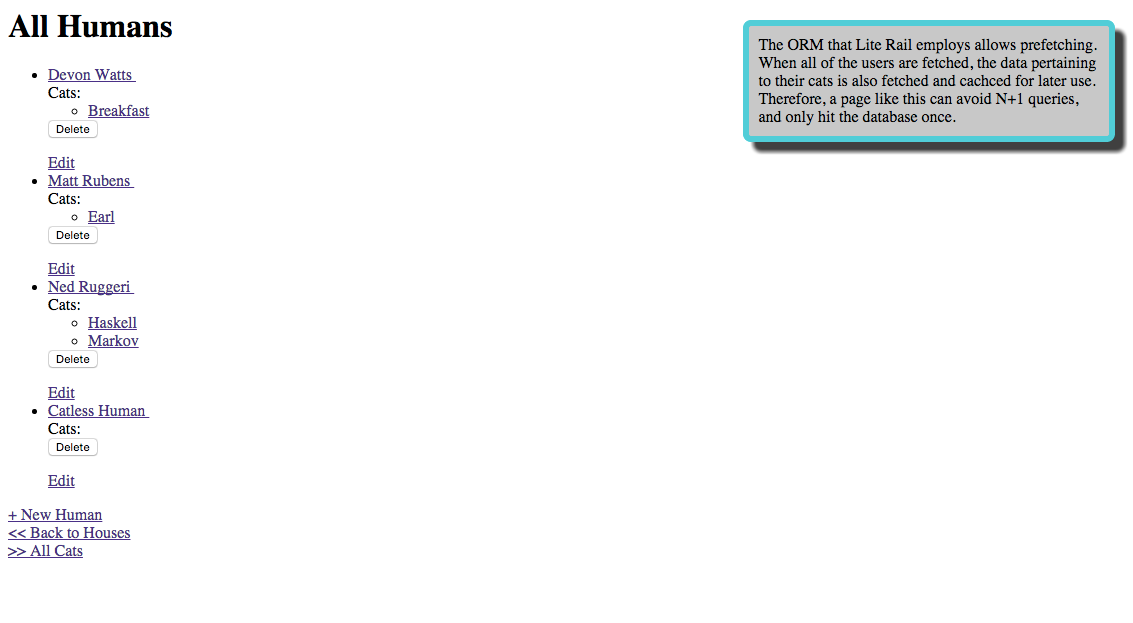 All Humans
Devon Watts
Cats:
Breakfast
Delete
Edit
Matt Rubens
Cats:
Earl
Delete
Edit
Ned Ruggeri
Cats:
Haskell
Markov
Delete
Edit
Catless Human
Cats:
Delete
Edit
+ New Human
<< Back to Houses
>> All Cats
The ORM that Lite Rail employs allows prefetching.
When all of the users are fetched, the data pertaining
to their cats is also fetched and cachced for later use.
Therefore, a page like this can avoid N+1 queries,
and only hit the database once.